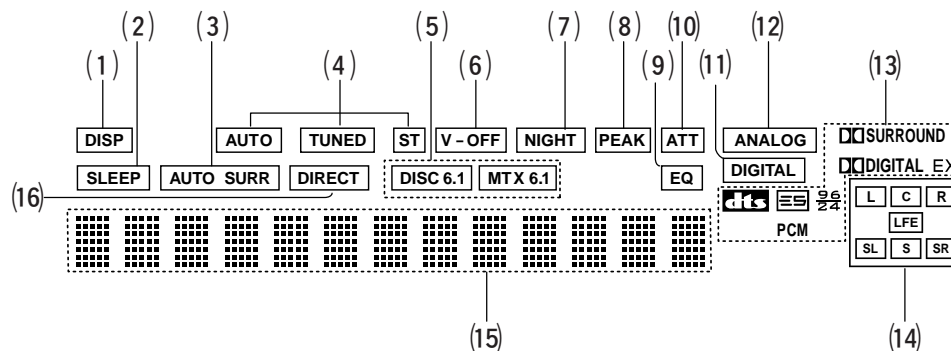 (1) (2) (3) (4) (5) (6) (7) (8) (9) (10) (11) (12) (13)
DISP AUTO TUNED ST V-OFF NIGHT PEAK ATT ANALOG SURROUND
SLEEP AUTO SURR DIRECT DISC 6.1 MTX 6.1 EQ DIGITAL DIGITAL EX
(16)
dts ES 96/24
PCM
L C R
LFE
SL S SR
(15) (14)